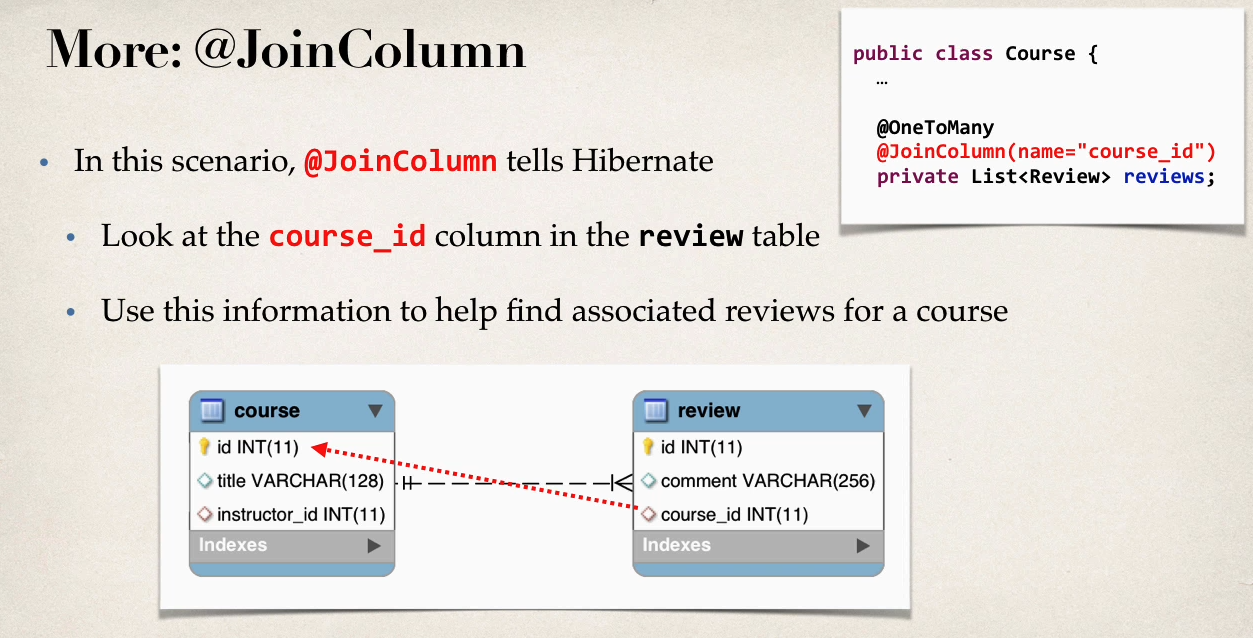 More: @JoinColumn
public class Course {
…
@OneToMany
@JoinColumn(name="course_id")
private List<Review> reviews;
• In this scenario, @JoinColumn tells Hibernate
• Look at the course_id column in the review table
• Use this information to help find associated reviews for a course
course
id INT(11)
title VARCHAR(128)
instructor_id INT(11)
Indexes
review
id INT(11)
comment VARCHAR(256)
course_id INT(11)
Indexes